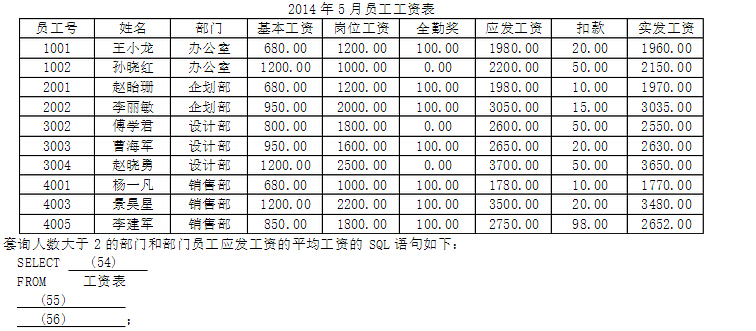 2014 年 5 月员工工资表
员工号 姓名 部门 基本工资 岗位工资 全勤奖 应发工资 扣款 实发工资
1001 王小龙 办公室 680.00 1200.00 100.00 1980.00 20.00 1960.00
1002 孙晓红 办公室 1200.00 1000.00 0.00 2200.00 50.00 2150.00
2001 赵眙珊 企划部 680.00 1200.00 100.00 1980.00 10.00 1970.00
2002 李丽敏 企划部 950.00 2000.00 100.00 3050.00 15.00 3035.00
3002 傅学君 设计部 800.00 1800.00 0.00 2600.00 50.00 2550.00
3003 曹海军 设计部 950.00 1600.00 100.00 2650.00 20.00 2630.00
3004 赵晓勇 设计部 1200.00 2500.00 0.00 3700.00 50.00 3650.00
4001 杨一凡 销售部 680.00 1000.00 100.00 1780.00 10.00 1770.00
4003 景昊星 销售部 1200.00 2200.00 100.00 3500.00 20.00 3480.00
4005 李建军 销售部 850.00 1800.00 100.00 2750.00 98.00 2652.00
查询人数大于 2 的部门和部门员工应发工资的平均工资的 SQL 语句如下：
SELECT (54)
FROM 工资表
(55)
(56) ;